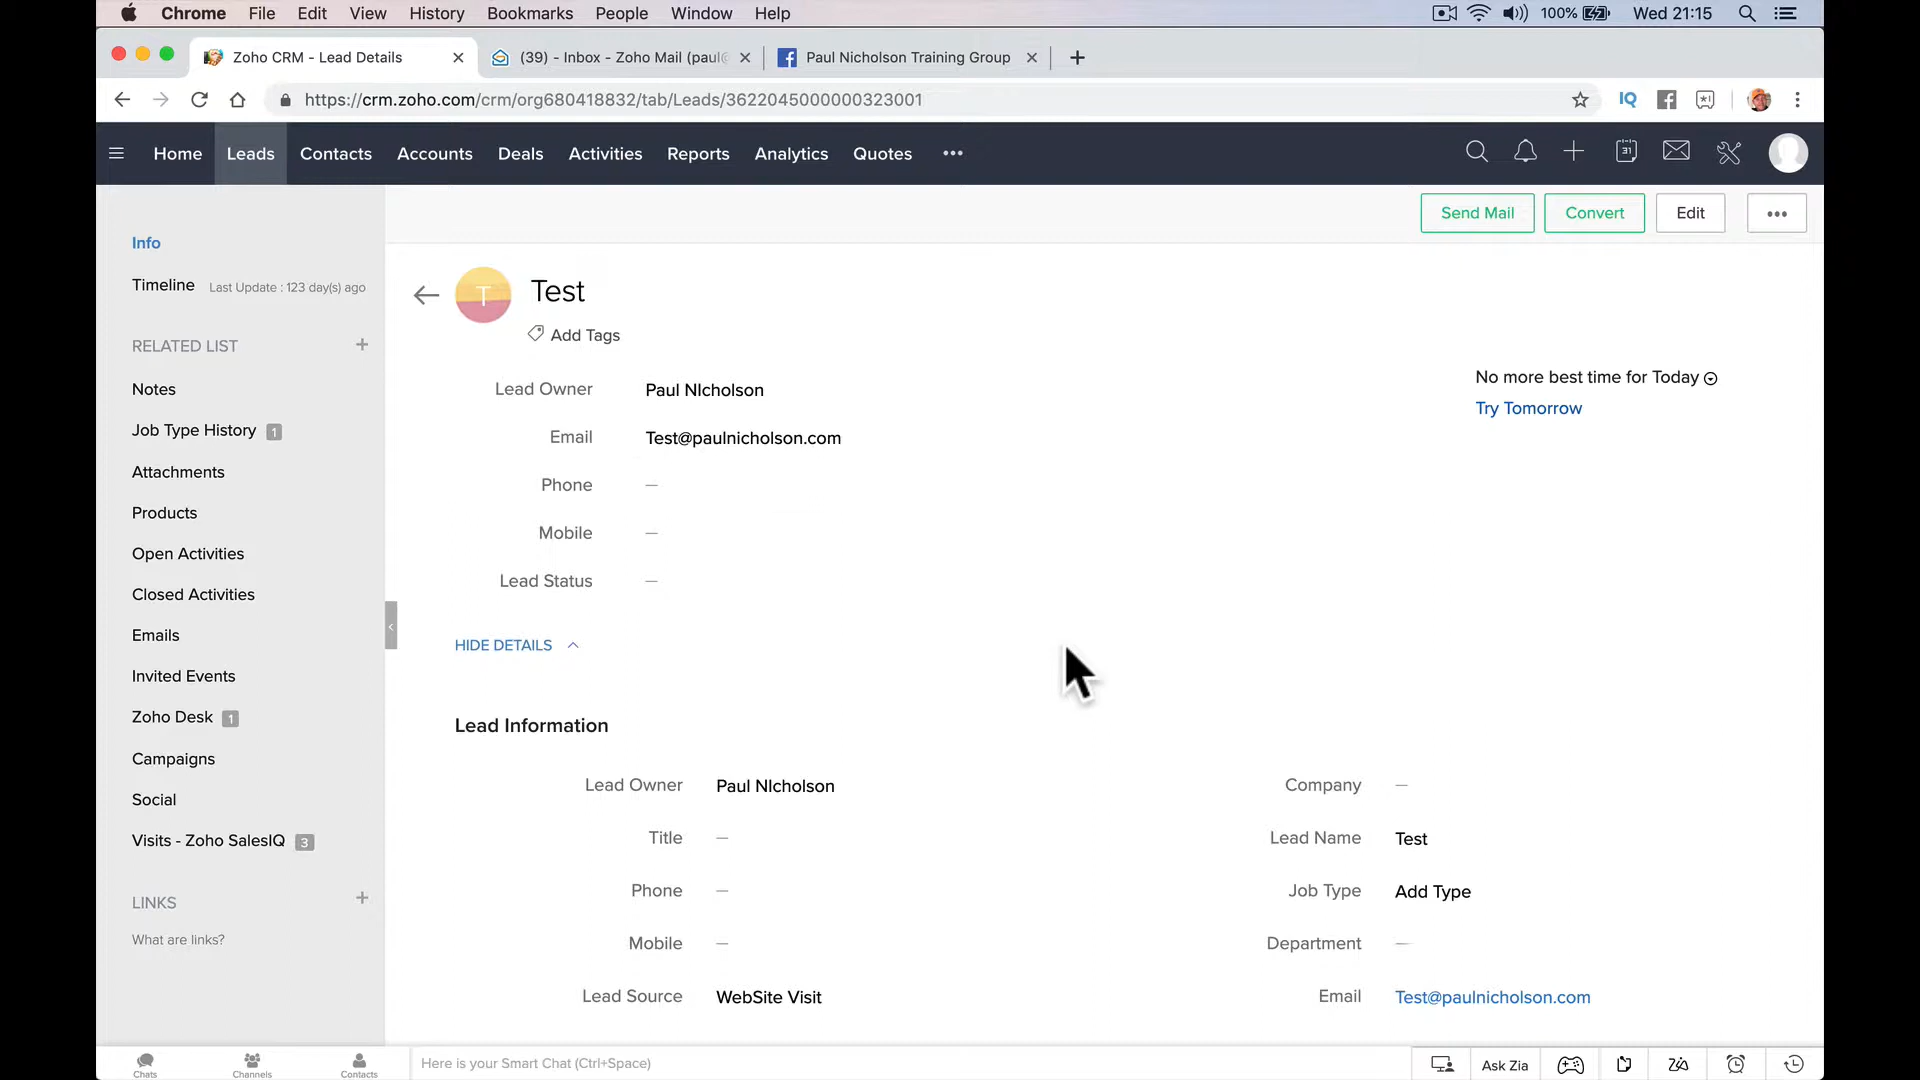 Chrome File Edit View History Bookmarks People Window Help 100% Wed 21:15
Zoho CRM - Lead Details (39) - Inbox - Zoho Mail (paul@ Paul Nicholson Training Group
https://crm.zoho.com/crm/org680418832/tab/Leads/3622045000000323001 IQ
Home Leads Contacts Accounts Deals Activities Reports Analytics Quotes ••• 31
Send Mail Convert Edit •••
Info
Timeline Last Update : 123 day(s) ago
RELATED LIST +
Notes
Job Type History 1
Attachments
Products
Open Activities
Closed Activities
Emails
Invited Events
Zoho Desk 1
Campaigns
Social
Visits - Zoho SalesIQ 3
LINKS +
What are links?
T Test
Add Tags
Lead Owner Paul NIcholson
Email Test@paulnicholson.com
Phone —
Mobile —
Lead Status —
No more best time for Today
Try Tomorrow
HIDE DETAILS
Lead Information
Lead Owner Paul NIcholson Company —
Title — Lead Name Test
Phone — Job Type Add Type
Mobile — Department —
Lead Source WebSite Visit Email Test@paulnicholson.com
Chats Channels Contacts Here is your Smart Chat (Ctrl+Space) Ask Zia